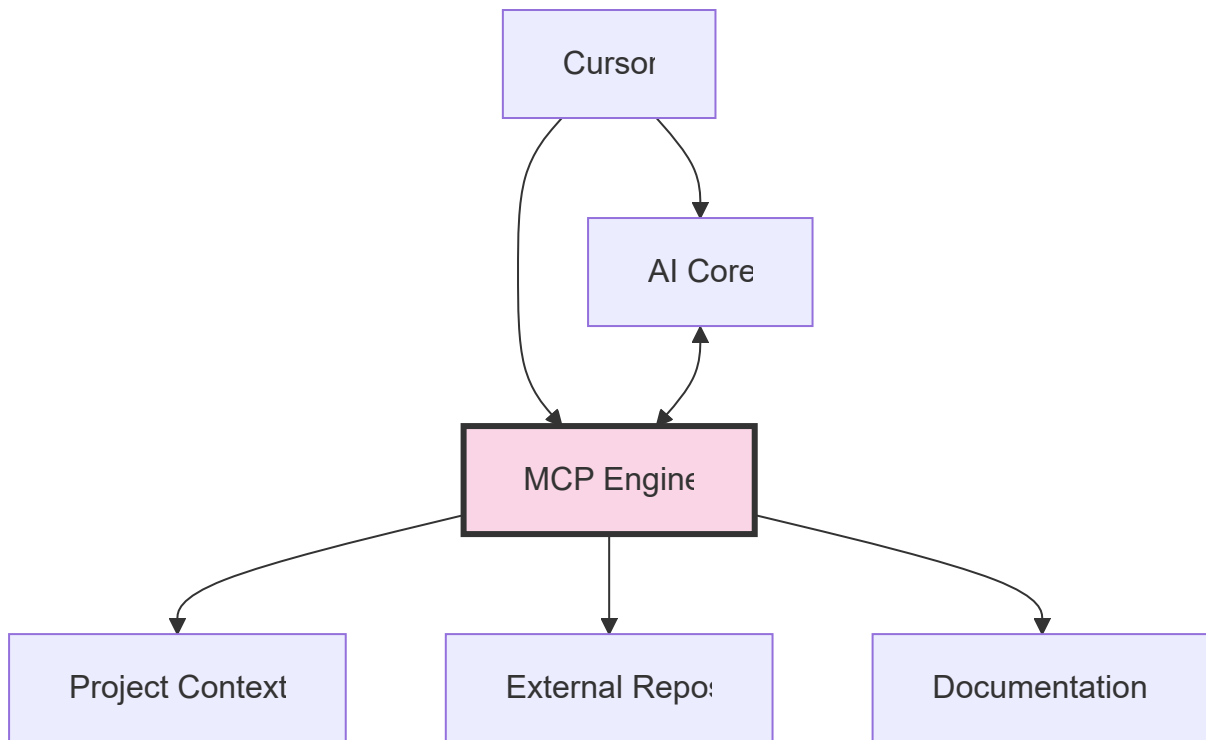 Cursor
AI Core
MCP Engine
Project Context
External Repos
Documentation